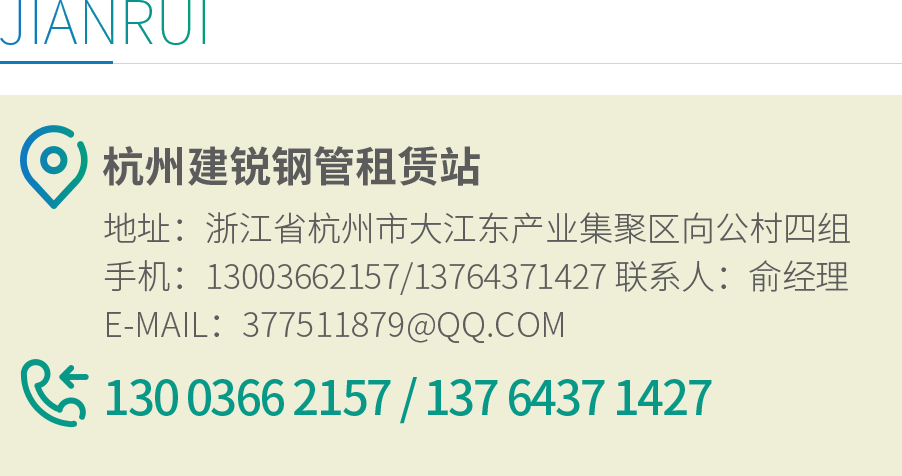 JIANRUI
杭州建锐钢管租赁站
地址：浙江省杭州市大江东产业集聚区向公村四组
手机：13003662157/13764371427 联系人：俞经理
E-MAIL：377511879@QQ.COM
130 0366 2157 / 137 6437 1427